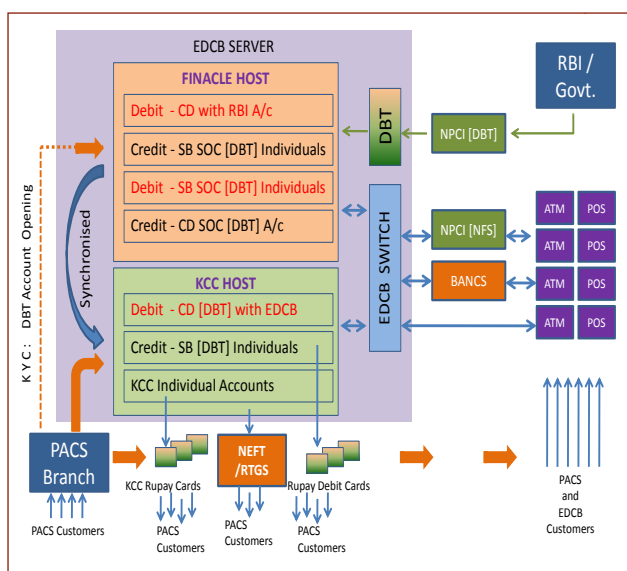 EDCB SERVER
FINACLE HOST
Debit - CD with RBI A/c
Credit - SB SOC [DBT] Individuals
Debit - SB SOC [DBT] Individuals
Credit - CD SOC [DBT] A/c
KCC HOST
Debit - CD [DBT] with EDCB
Credit - SB [DBT] Individuals
KCC Individual Accounts
KYC: DBT Account Opening
Synchronised
DBT
EDCB SWITCH
NPCI [DBT]
RBI /
Govt.
NPCI [NFS]
BANCS
ATM POS
ATM POS
ATM POS
ATM POS
PACS
Branch
PACS Customers
KCC Rupay Cards
PACS
Customers
NEFT
/RTGS
PACS
Customers
Rupay Debit Cards
PACS
Customers
PACS
and
EDCB
Customers